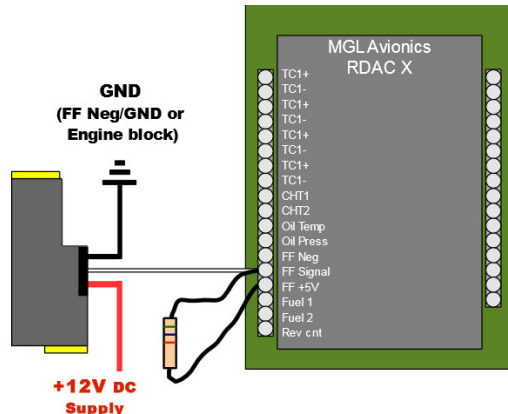 MGL Avionics
RDAC X
GND
(FF Neg/GND or
Engine block)
TC1+
TC1-
TC1+
TC1-
TC1+
TC1-
TC1+
TC1-
CHT1
CHT2
Oil Temp
Oil Press
FF Neg
FF Signal
FF +5V
Fuel 1
Fuel 2
Rev cnt
+12V DC
Supply